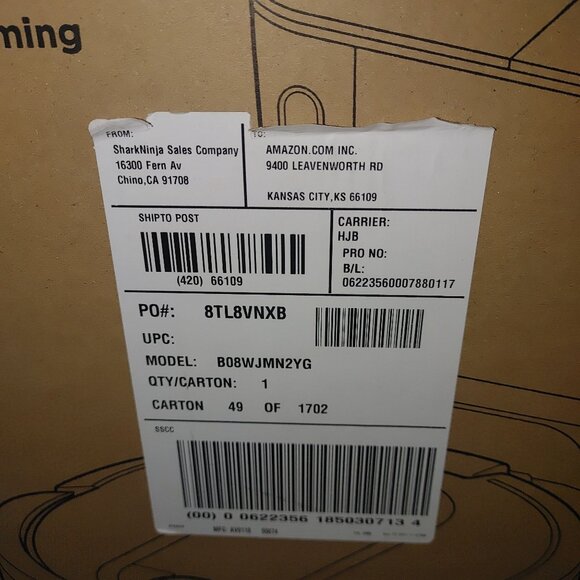 ming
FROM:
SharkNinja Sales Company
16300 Fern Av
Chino,CA 91708
TO:
AMAZON.COM INC.
9400 LEAVENWORTH RD
KANSAS CITY,KS 66109
SHIPTO POST
(420) 66109
CARRIER:
HJB
PRO NO:
B/L:
06223560007880117
PO#: 8TL8VNXB
UPC:
MODEL: B08WJMN2YG
QTY/CARTON: 1
CARTON 49 OF 1702
SSCC
(00) 0 0622356 185030713 4